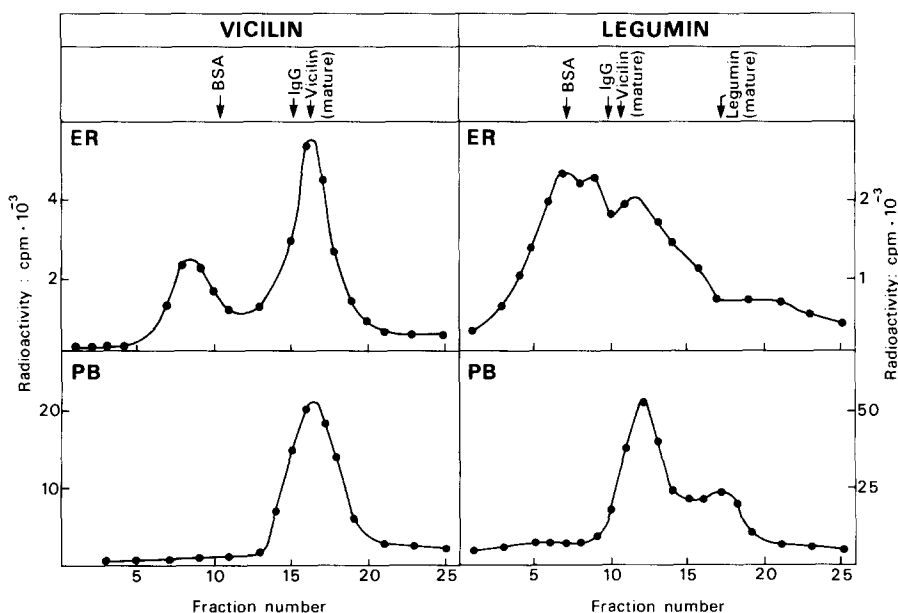 VICILIN
LEGUMIN
BSA
IgG
Vicilin
(mature)
BSA
IgG
Vicilin
(mature)
Legumin
(mature)
ER
ER
4
2
2
1
Radioactivity : cpm · 10⁻³
Radioactivity: cpm · 10⁻³
PB
PB
20
10
50
25
5 10 15 20 25
5 10 15 20 25
Fraction number
Fraction number